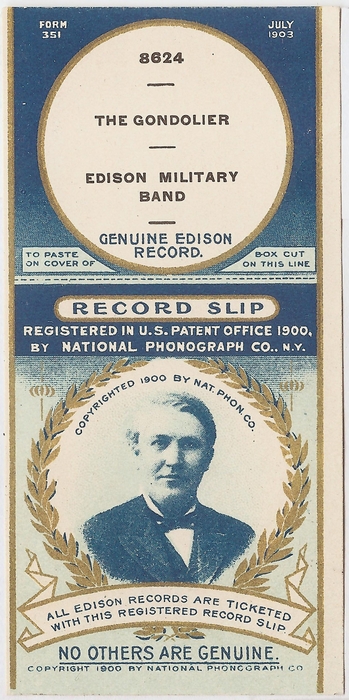 FORM
351
JULY
1903
8624
THE GONDOLIER
EDISON MILITARY
BAND
GENUINE EDISON
RECORD.
TO PASTE
ON COVER OF
BOX CUT
ON THIS LINE
RECORD SLIP
REGISTERED IN U.S. PATENT OFFICE 1900,
BY NATIONAL PHONOGRAPH CO., N.Y.
COPYRIGHTED 1900 BY NAT. PHON. CO.
ALL EDISON RECORDS ARE TICKETED
WITH THIS REGISTERED RECORD SLIP
NO OTHERS ARE GENUINE.
COPYRIGHT 1900 BY NATIONAL PHONOGRAPH CO.